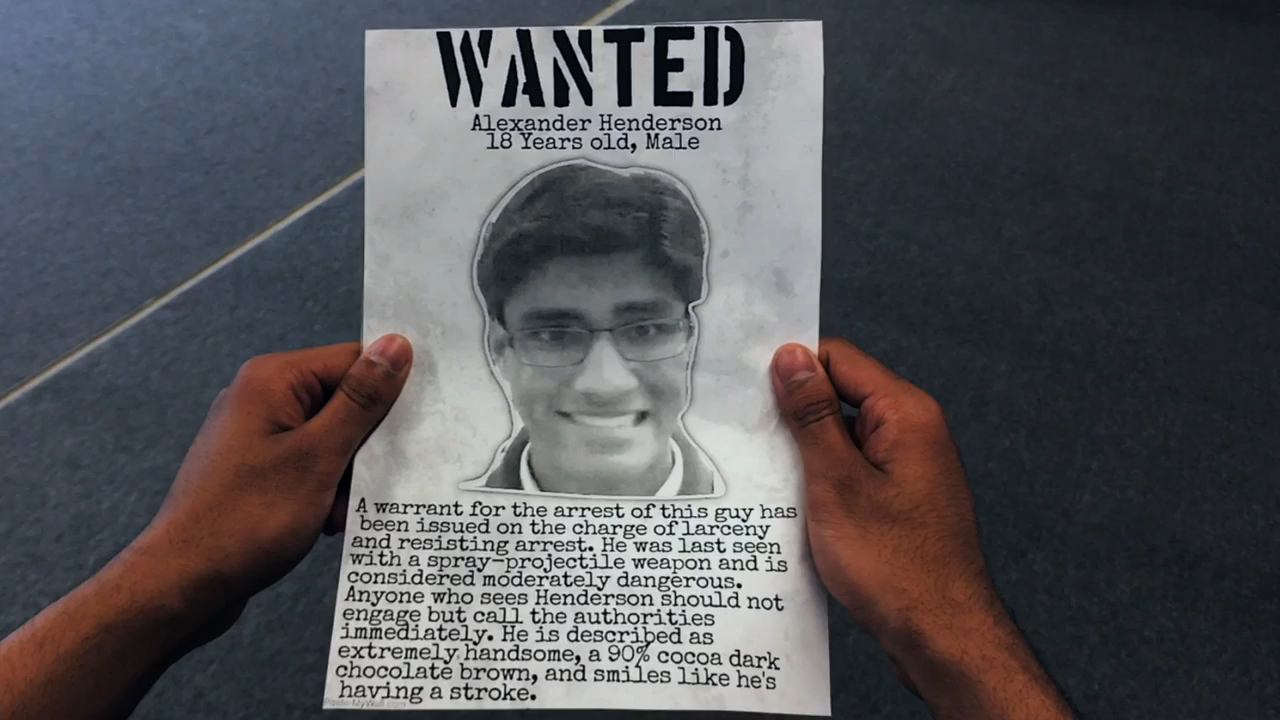 WANTED
Alexander Henderson
18 Years old, Male
A warrant for the arrest of this guy has
been issued on the charge of larceny
and resisting arrest. He was last seen
with a spray-projectile weapon and is
considered moderately dangerous.
Anyone who sees Henderson should not
engage but call the authorities
immediately. He is described as
extremely handsome, a 90% cocoa dark
chocolate brown, and smiles like he's
having a stroke.
PosterMyWall.com